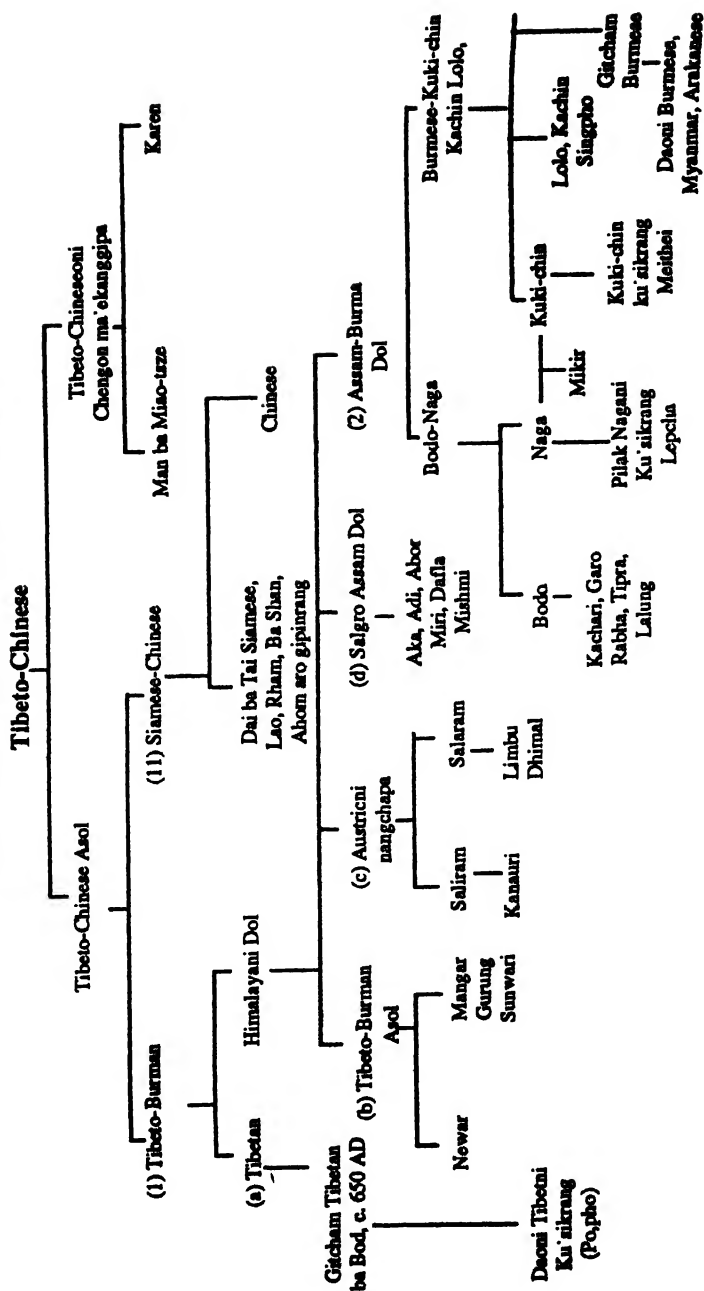 Tibeto-Chinese
Tibeto-Chinese Asol
Tibeto-Chineseoni
Chengon ma'ekanggipa
(1) Tibeto-Burman
(11) Siamese-Chinese
Man ba Miao-tsze
Karen
(a) Tibetan
Himalayani Dol
Dai ba Tai Siamese,
Lao, Rham, Ba Shan,
Ahom aro gipinrang
Chinese
Gitcham Tibetan
ba Bod, c. 650 AD
(b) Tibeto-Burman
Asol
(c) Austricni
nangchapa
(d) Salgro Assam Dol
(2) Assam-Burma
Dol
Newar
Mangar
Gurung
Sunwari
Saliram
Kanauri
Salaram
Limbu
Dhimal
Aka, Adi, Abor
Miri, Dafla
Mishmi
Bodo-Naga
Burmese-Kuki-chin
Kachin Lolo,
Daoni Tibetni
Ku'sikrang
(Po,pho)
Bodo
Kachari, Garo
Rabha, Tipra,
Lalung
Naga
Pilak Nagani
Ku'sikrang
Lepcha
Mikir
Kuki-chin
Kuki-chin
ku'sikrang
Meithei
Lolo, Kachin
Singpho
Gitcham
Burmese
Daoni Burmese,
Myanmar, Arakanese